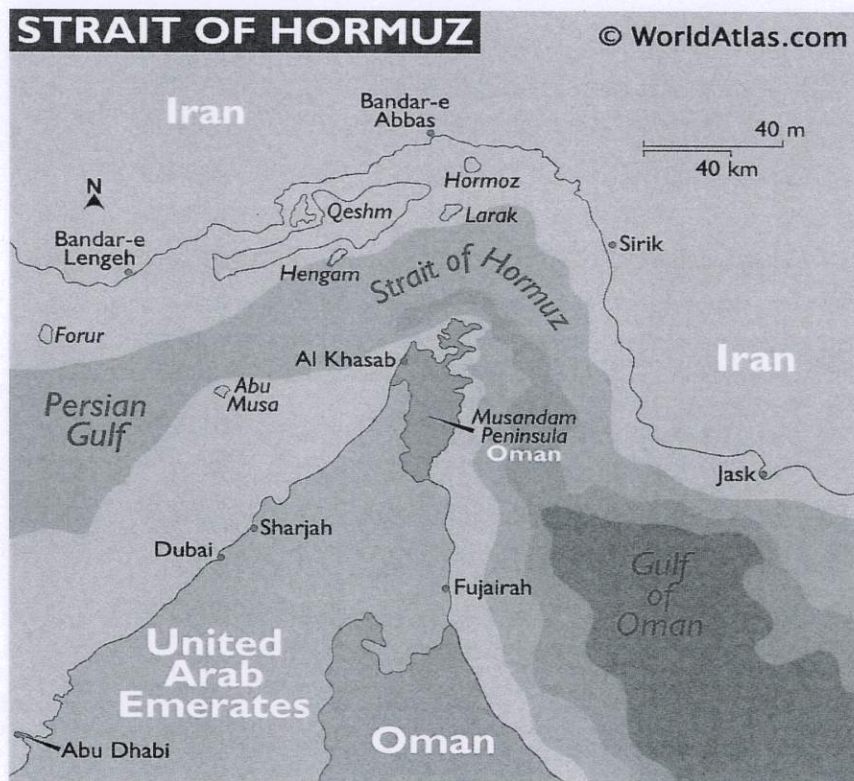 STRAIT OF HORMUZ
© WorldAtlas.com
Iran
Bandar-e
Abbas
40 m
40 km
Hormoz
N
Qeshm
Larak
Bandar-e
Lengeh
Sirik
Hengam
Strait of Hormuz
Forur
Al Khasab
Iran
Abu
Musa
Persian
Gulf
Musandam
Peninsula
Oman
Jask
Sharjah
Dubai
Fujairah
Gulf
of
Oman
United
Arab
Emerates
Oman
Abu Dhabi